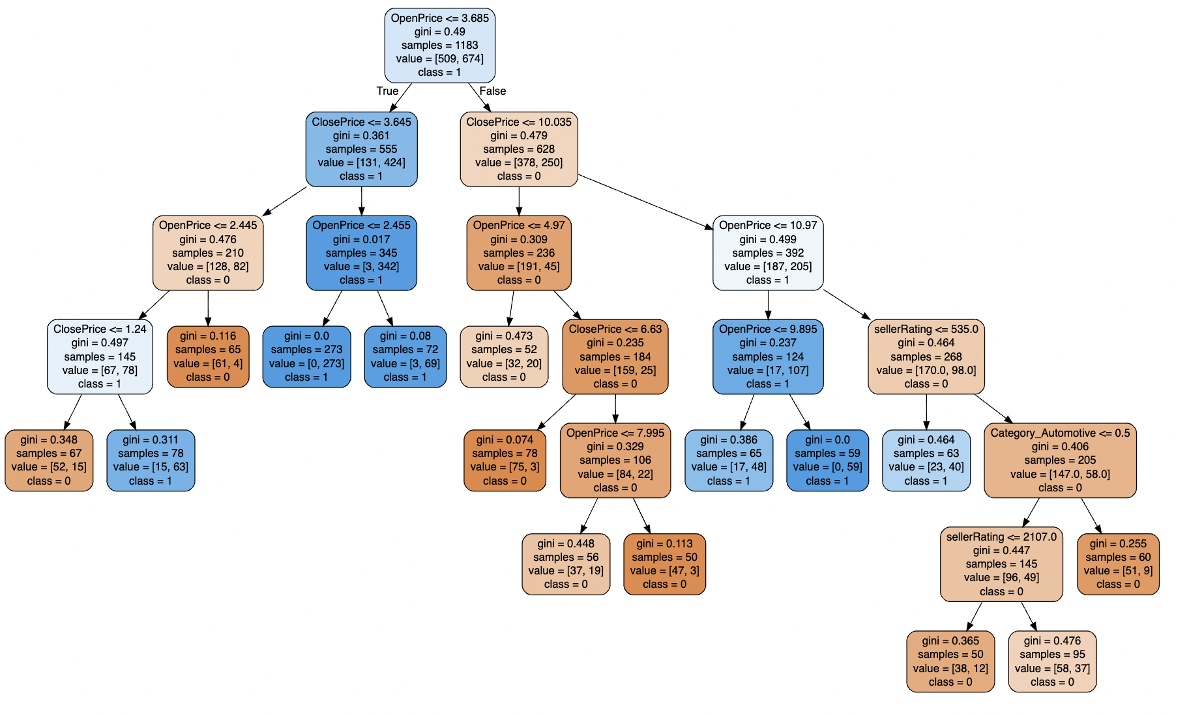 OpenPrice <= 3.685
gini = 0.49
samples = 1183
value = [509, 674]
class = 1
True
False
ClosePrice <= 3.645
gini = 0.361
samples = 555
value = [131, 424]
class = 1
ClosePrice <= 10.035
gini = 0.479
samples = 628
value = [378, 250]
class = 0
OpenPrice <= 2.445
gini = 0.476
samples = 210
value = [128, 82]
class = 0
OpenPrice <= 2.455
gini = 0.017
samples = 345
value = [3, 342]
class = 1
OpenPrice <= 4.97
gini = 0.309
samples = 236
value = [191, 45]
class = 0
OpenPrice <= 10.97
gini = 0.499
samples = 392
value = [187, 205]
class = 1
ClosePrice <= 1.24
gini = 0.497
samples = 145
value = [67, 78]
class = 1
gini = 0.116
samples = 65
value = [61, 4]
class = 0
gini = 0.0
samples = 273
value = [0, 273]
class = 1
gini = 0.08
samples = 72
value = [3, 69]
class = 1
gini = 0.473
samples = 52
value = [32, 20]
class = 0
ClosePrice <= 6.63
gini = 0.235
samples = 184
value = [159, 25]
class = 0
OpenPrice <= 9.895
gini = 0.237
samples = 124
value = [17, 107]
class = 1
sellerRating <= 535.0
gini = 0.464
samples = 268
value = [170.0, 98.0]
class = 0
gini = 0.348
samples = 67
value = [52, 15]
class = 0
gini = 0.311
samples = 78
value = [15, 63]
class = 1
gini = 0.074
samples = 78
value = [75, 3]
class = 0
OpenPrice <= 7.995
gini = 0.329
samples = 106
value = [84, 22]
class = 0
gini = 0.386
samples = 65
value = [17, 48]
class = 1
gini = 0.0
samples = 59
value = [0, 59]
class = 1
gini = 0.464
samples = 63
value = [23, 40]
class = 1
Category_Automotive <= 0.5
gini = 0.406
samples = 205
value = [147.0, 58.0]
class = 0
gini = 0.448
samples = 56
value = [37, 19]
class = 0
gini = 0.113
samples = 50
value = [47, 3]
class = 0
sellerRating <= 2107.0
gini = 0.447
samples = 145
value = [96, 49]
class = 0
gini = 0.255
samples = 60
value = [51, 9]
class = 0
gini = 0.365
samples = 50
value = [38, 12]
class = 0
gini = 0.476
samples = 95
value = [58, 37]
class = 0